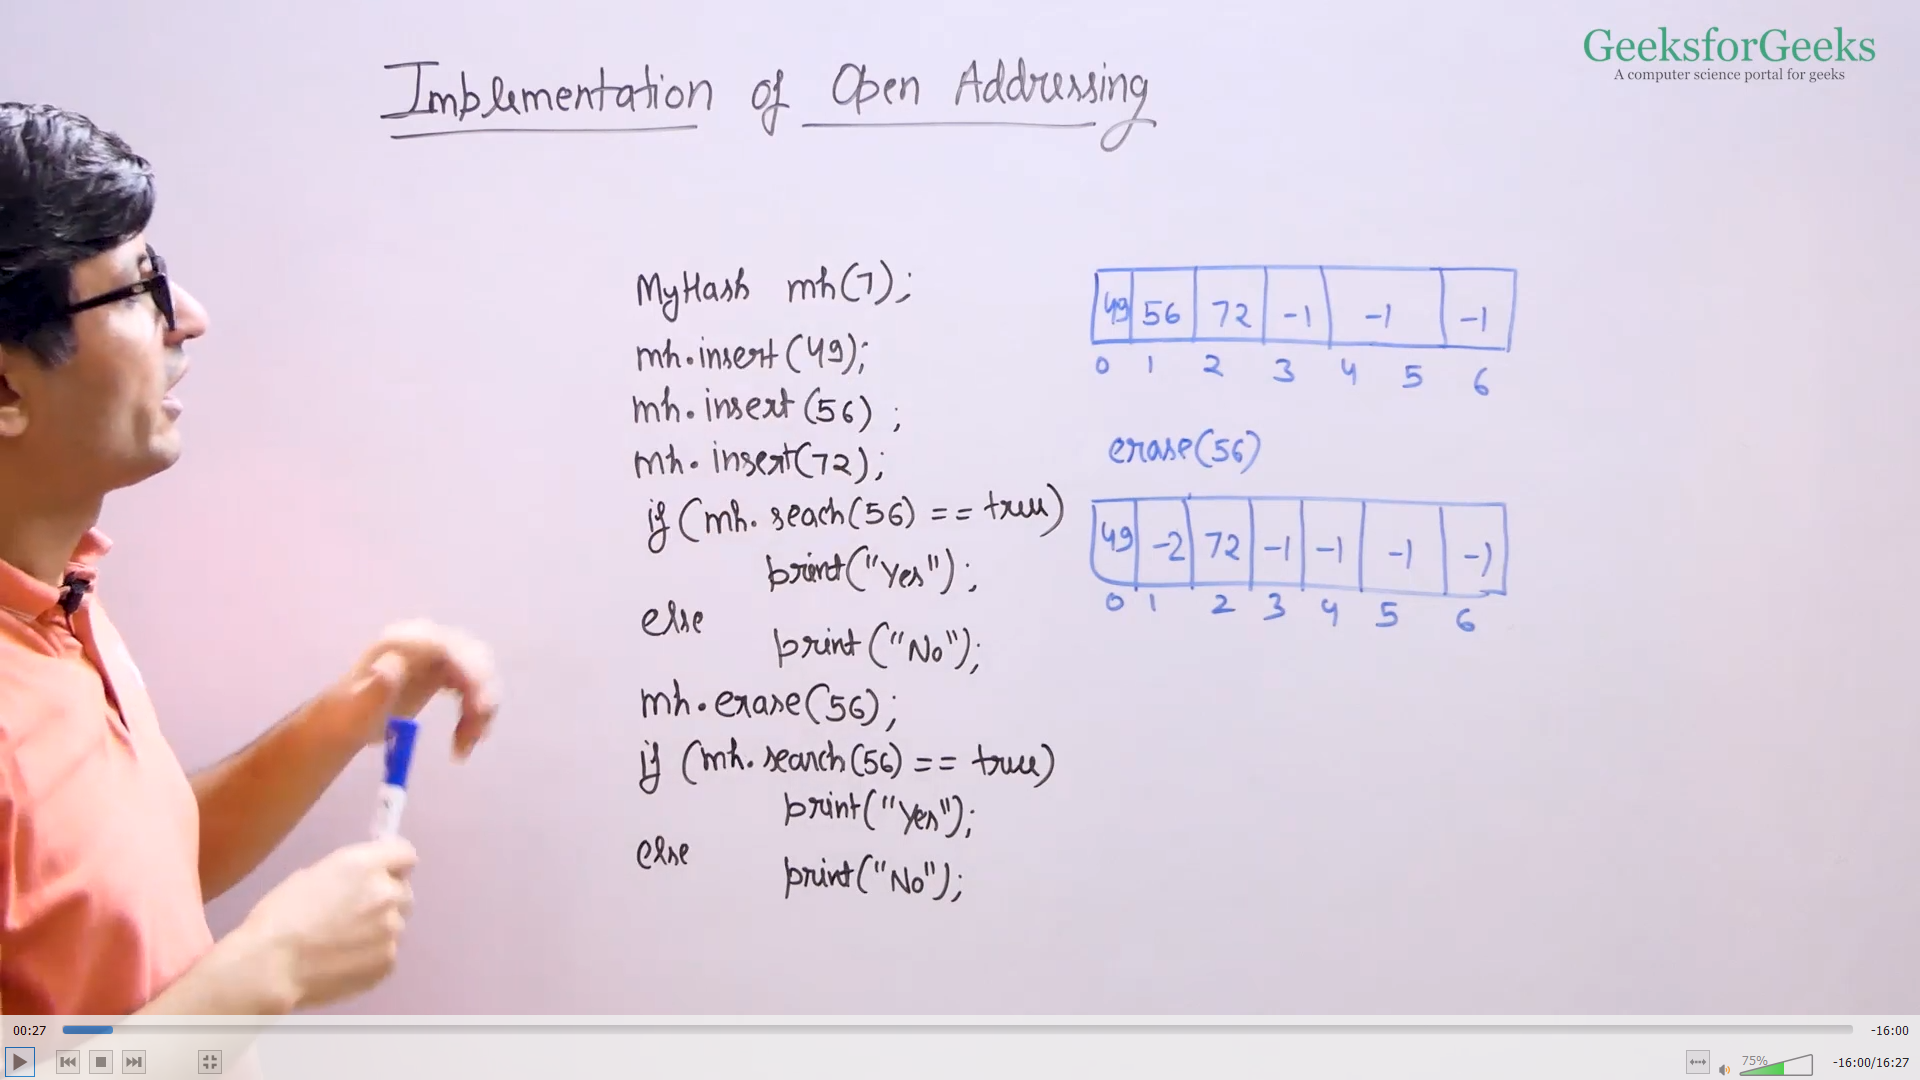 GeeksforGeeks
A computer science portal for geeks
Implementation of Open Addressing
MyHash mh(7);
mh.insert(49);
mh.insert(56);
mh.insert(72);
if (mh.seach(56) == true)
print("Yes");
else
print("No");
mh.erase(56);
if (mh.search(56) == true)
print("Yes");
else
print("No");
49 56 72 -1 -1 -1
0 1 2 3 4 5 6
erase(56)
49 -2 72 -1 -1 -1 -1
0 1 2 3 4 5 6
00:27
-16:00
75%
-16:00/16:27